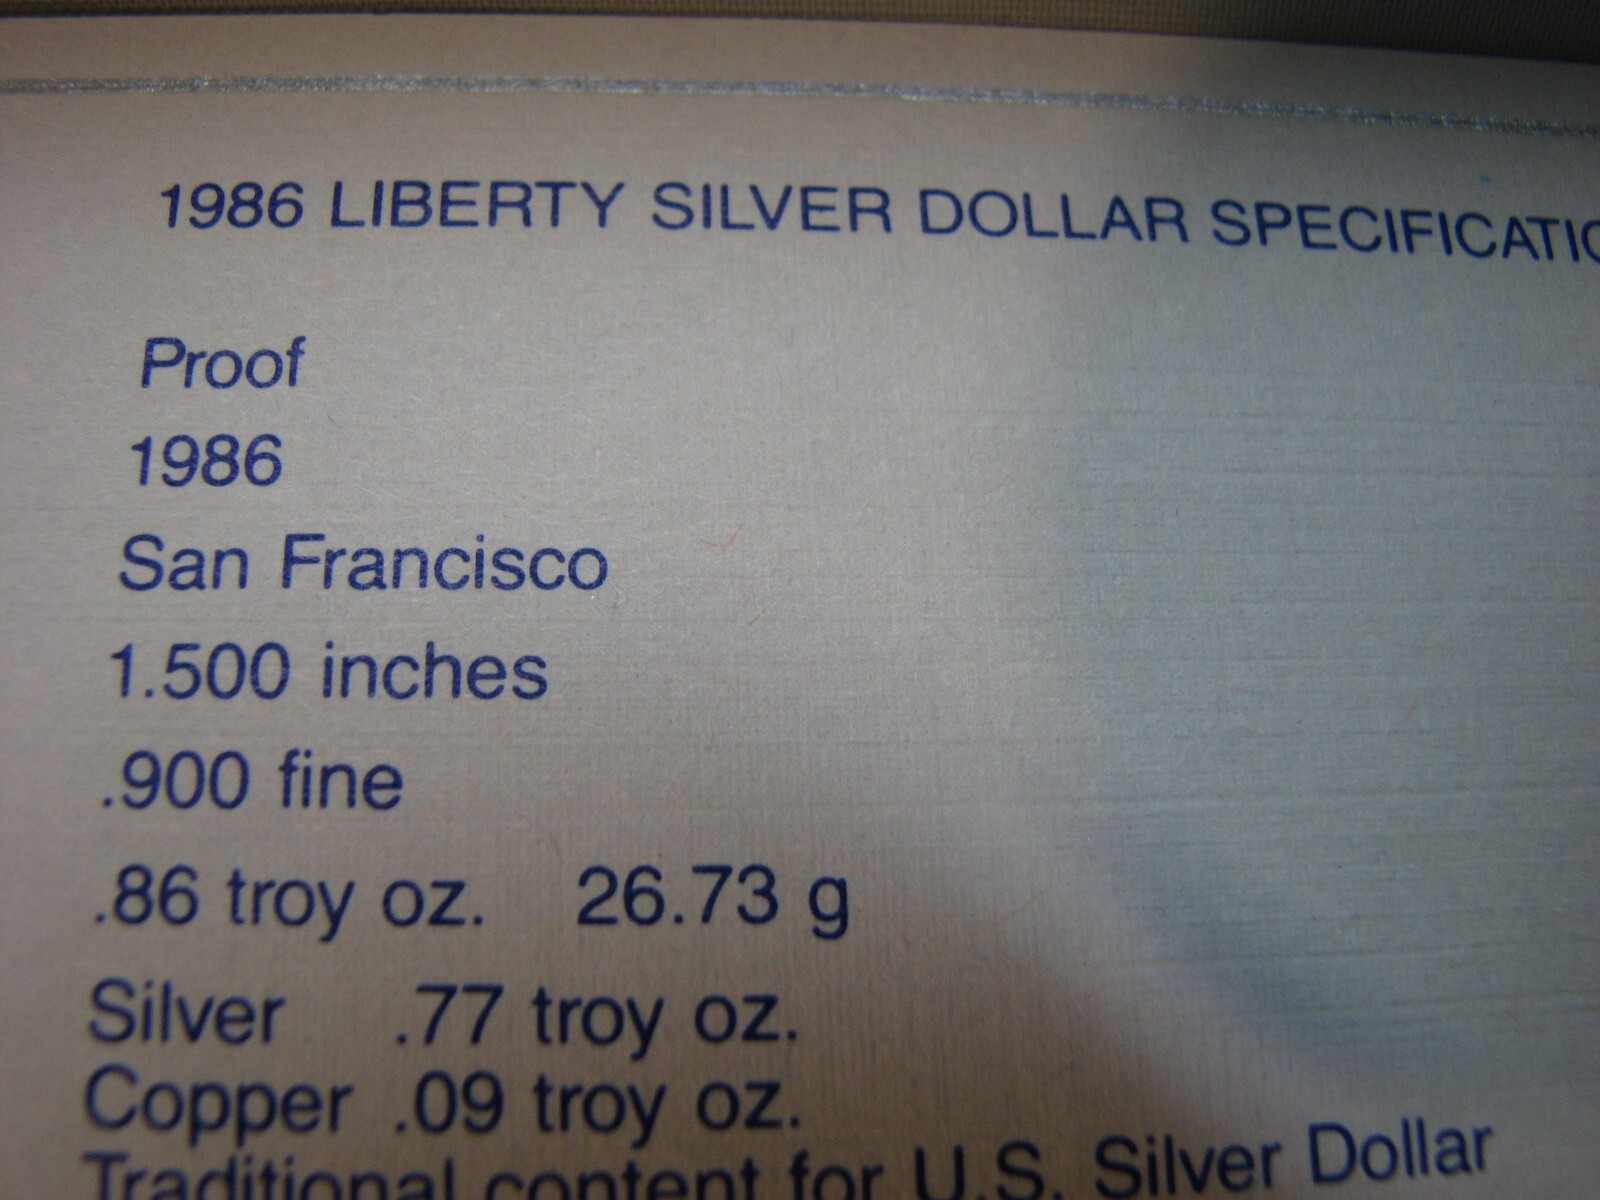 1986 LIBERTY SILVER DOLLAR SPECIFICATIO
Proof
1986
San Francisco
1.500 inches
.900 fine
.86 troy oz. 26.73 g
Silver .77 troy oz.
Copper .09 troy oz.
Traditional content for U.S. Silver Dollar